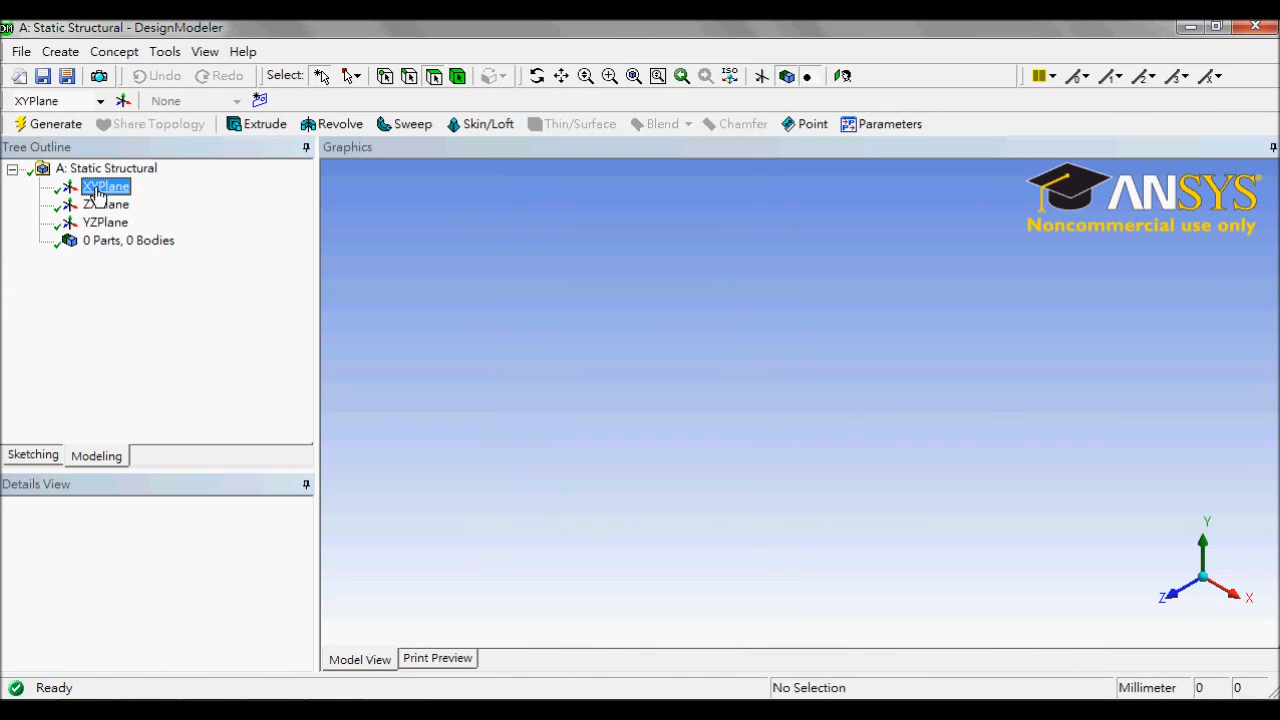 A: Static Structural - DesignModeler
File Create Concept Tools View Help
Undo Redo Select:
XYPlane None
Generate Share Topology Extrude Revolve Sweep Skin/Loft Thin/Surface Blend Chamfer Point Parameters
Tree Outline
Graphics
A: Static Structural
XYPlane
ZXPlane
YZPlane
0 Parts, 0 Bodies
ANSYS
Noncommercial use only
Sketching Modeling
Details View
Y
Z
X
Model View Print Preview
Ready No Selection Millimeter 0 0